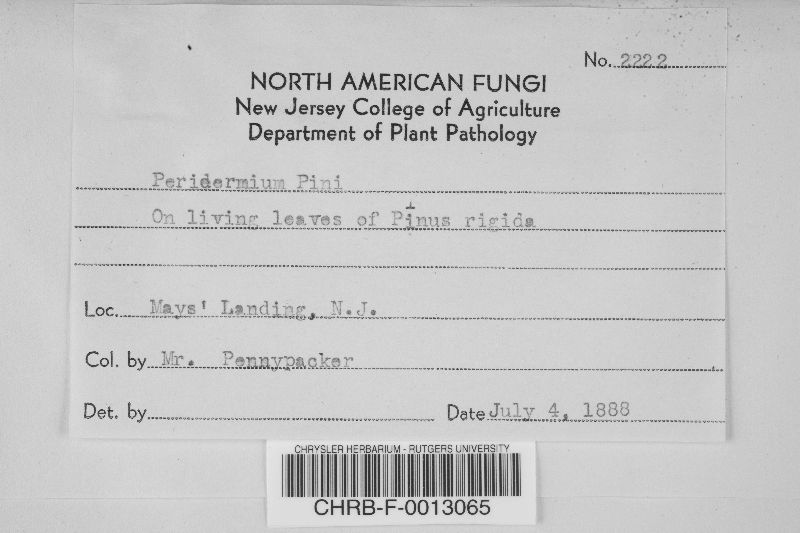 No. 2222
NORTH AMERICAN FUNGI
New Jersey College of Agriculture
Department of Plant Pathology
Peridermium Pini
On living leaves of Pinus rigida
Loc. Mays' Landing, N.J.
Col. by Mr. Pennypacker
Det. by
Date July 4, 1888
CHRYSLER HERBARIUM - RUTGERS UNIVERSITY
CHRB-F-0013065